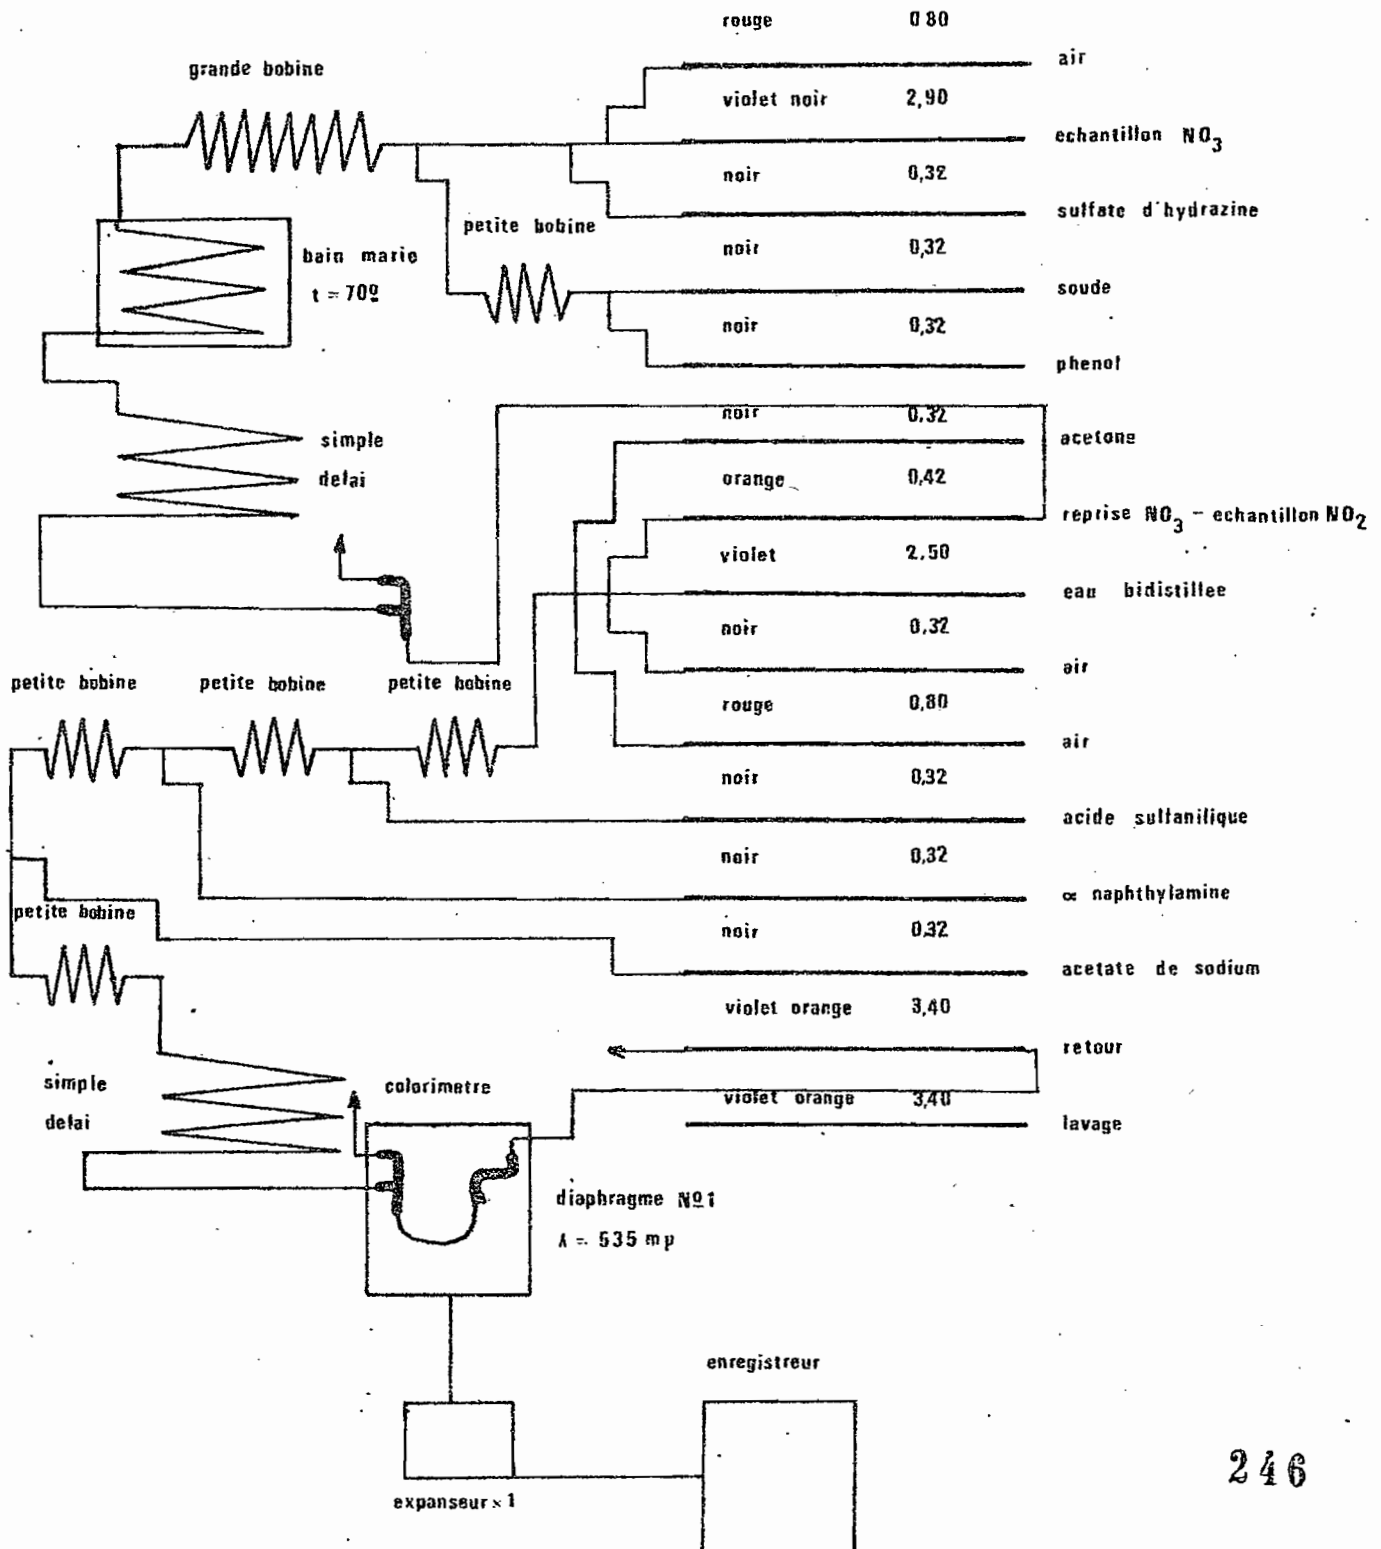 rouge 0 80
air
grande bobine
violet noir 2,90
echantillon NO3
noir 0,32
sulfate d'hydrazine
petite bobine
noir 0,32
bain marie
t = 70º
soude
noir 0,32
phenol
noir 0,32
acetone
simple
delai
orange 0,42
reprise NO3 - echantillon NO2
violet 2.50
eau bidistillee
noir 0,32
air
petite bobine petite bobine petite bobine
rouge 0,80
air
noir 0,32
acide sulfanilique
noir 0,32
∝ naphthylamine
petite bobine
noir 0,32
acetate de sodium
violet orange 3,40
retour
simple
delai
colorimetre
violet orange 3,40
lavage
diaphragme Nº1
λ = 535 mµ
enregistreur
expanseur × 1
246